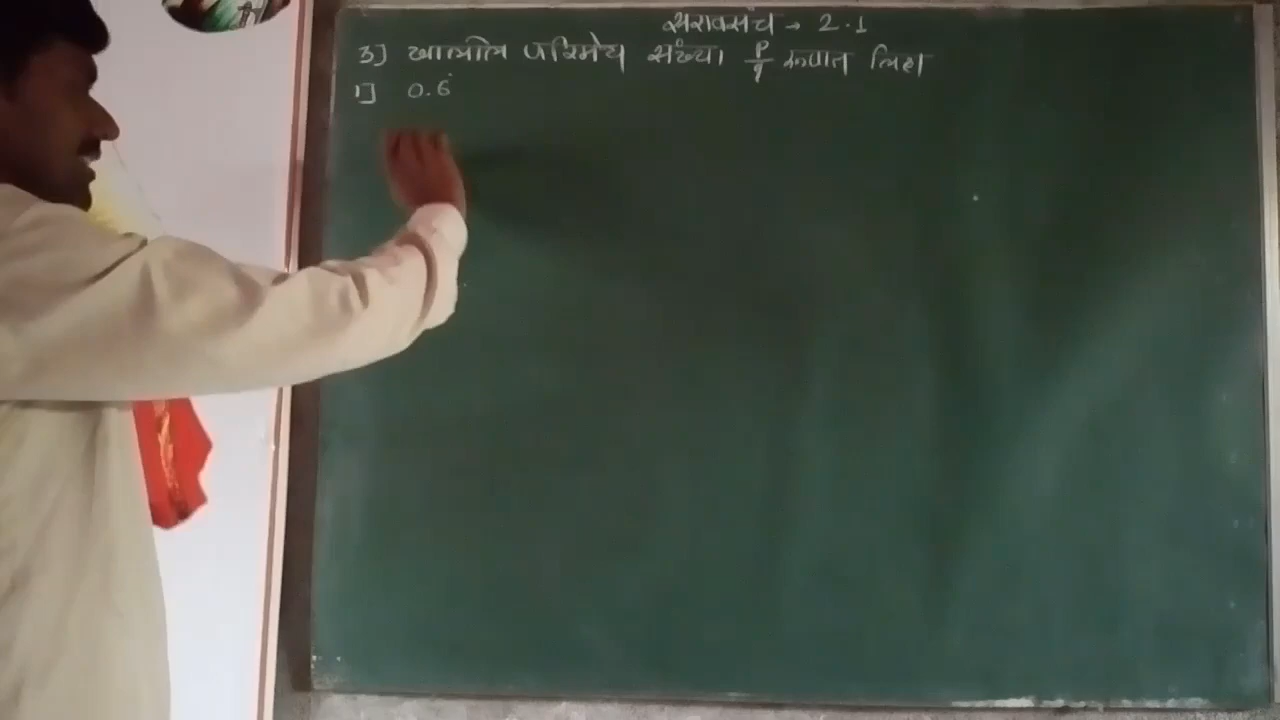 सरावसंच → 2.1
3] खालील परिमेय संख्या p/q रूपात लिहा
1] 0.6̇